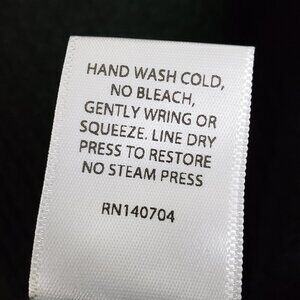 HAND WASH COLD,
NO BLEACH,
GENTLY WRING OR
SQUEEZE. LINE DRY
PRESS TO RESTORE
NO STEAM PRESS
RN140704